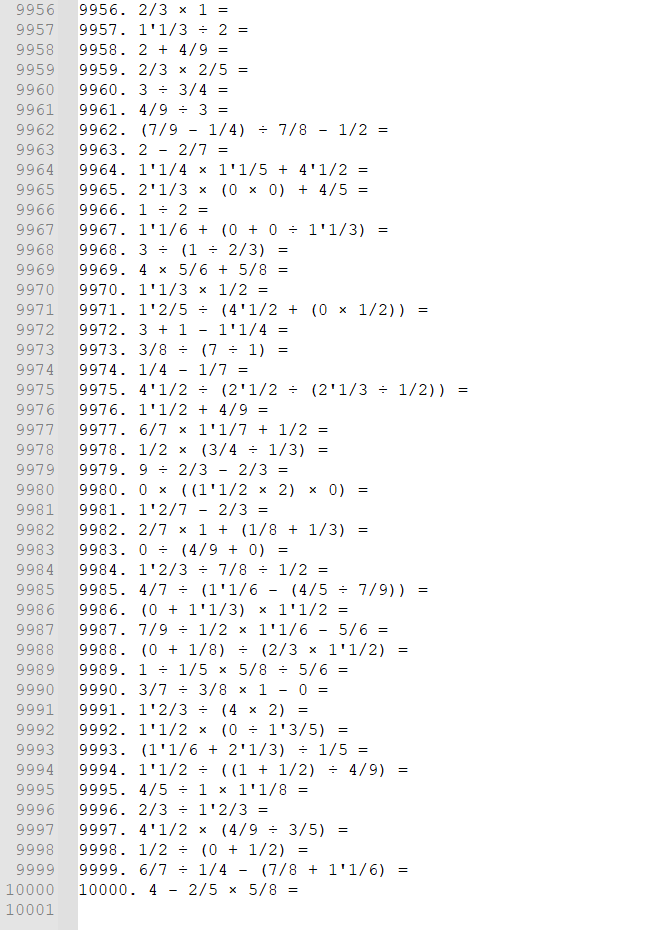 9956 9956. 2/3 × 1 =
9957 9957. 1'1/3 ÷ 2 =
9958 9958. 2 + 4/9 =
9959 9959. 2/3 × 2/5 =
9960 9960. 3 ÷ 3/4 =
9961 9961. 4/9 ÷ 3 =
9962 9962. (7/9 - 1/4) ÷ 7/8 - 1/2 =
9963 9963. 2 - 2/7 =
9964 9964. 1'1/4 × 1'1/5 + 4'1/2 =
9965 9965. 2'1/3 × (0 × 0) + 4/5 =
9966 9966. 1 ÷ 2 =
9967 9967. 1'1/6 + (0 + 0 ÷ 1'1/3) =
9968 9968. 3 ÷ (1 ÷ 2/3) =
9969 9969. 4 × 5/6 + 5/8 =
9970 9970. 1'1/3 × 1/2 =
9971 9971. 1'2/5 ÷ (4'1/2 + (0 × 1/2)) =
9972 9972. 3 + 1 - 1'1/4 =
9973 9973. 3/8 ÷ (7 ÷ 1) =
9974 9974. 1/4 - 1/7 =
9975 9975. 4'1/2 ÷ (2'1/2 ÷ (2'1/3 ÷ 1/2)) =
9976 9976. 1'1/2 + 4/9 =
9977 9977. 6/7 × 1'1/7 + 1/2 =
9978 9978. 1/2 × (3/4 ÷ 1/3) =
9979 9979. 9 ÷ 2/3 - 2/3 =
9980 9980. 0 × ((1'1/2 × 2) × 0) =
9981 9981. 1'2/7 - 2/3 =
9982 9982. 2/7 × 1 + (1/8 + 1/3) =
9983 9983. 0 ÷ (4/9 + 0) =
9984 9984. 1'2/3 ÷ 7/8 ÷ 1/2 =
9985 9985. 4/7 ÷ (1'1/6 - (4/5 ÷ 7/9)) =
9986 9986. (0 + 1'1/3) × 1'1/2 =
9987 9987. 7/9 ÷ 1/2 × 1'1/6 - 5/6 =
9988 9988. (0 + 1/8) ÷ (2/3 × 1'1/2) =
9989 9989. 1 ÷ 1/5 × 5/8 ÷ 5/6 =
9990 9990. 3/7 ÷ 3/8 × 1 - 0 =
9991 9991. 1'2/3 ÷ (4 × 2) =
9992 9992. 1'1/2 × (0 ÷ 1'3/5) =
9993 9993. (1'1/6 + 2'1/3) ÷ 1/5 =
9994 9994. 1'1/2 ÷ ((1 + 1/2) ÷ 4/9) =
9995 9995. 4/5 ÷ 1 × 1'1/8 =
9996 9996. 2/3 ÷ 1'2/3 =
9997 9997. 4'1/2 × (4/9 ÷ 3/5) =
9998 9998. 1/2 ÷ (0 + 1/2) =
9999 9999. 6/7 ÷ 1/4 - (7/8 + 1'1/6) =
10000 10000. 4 - 2/5 × 5/8 =
10001